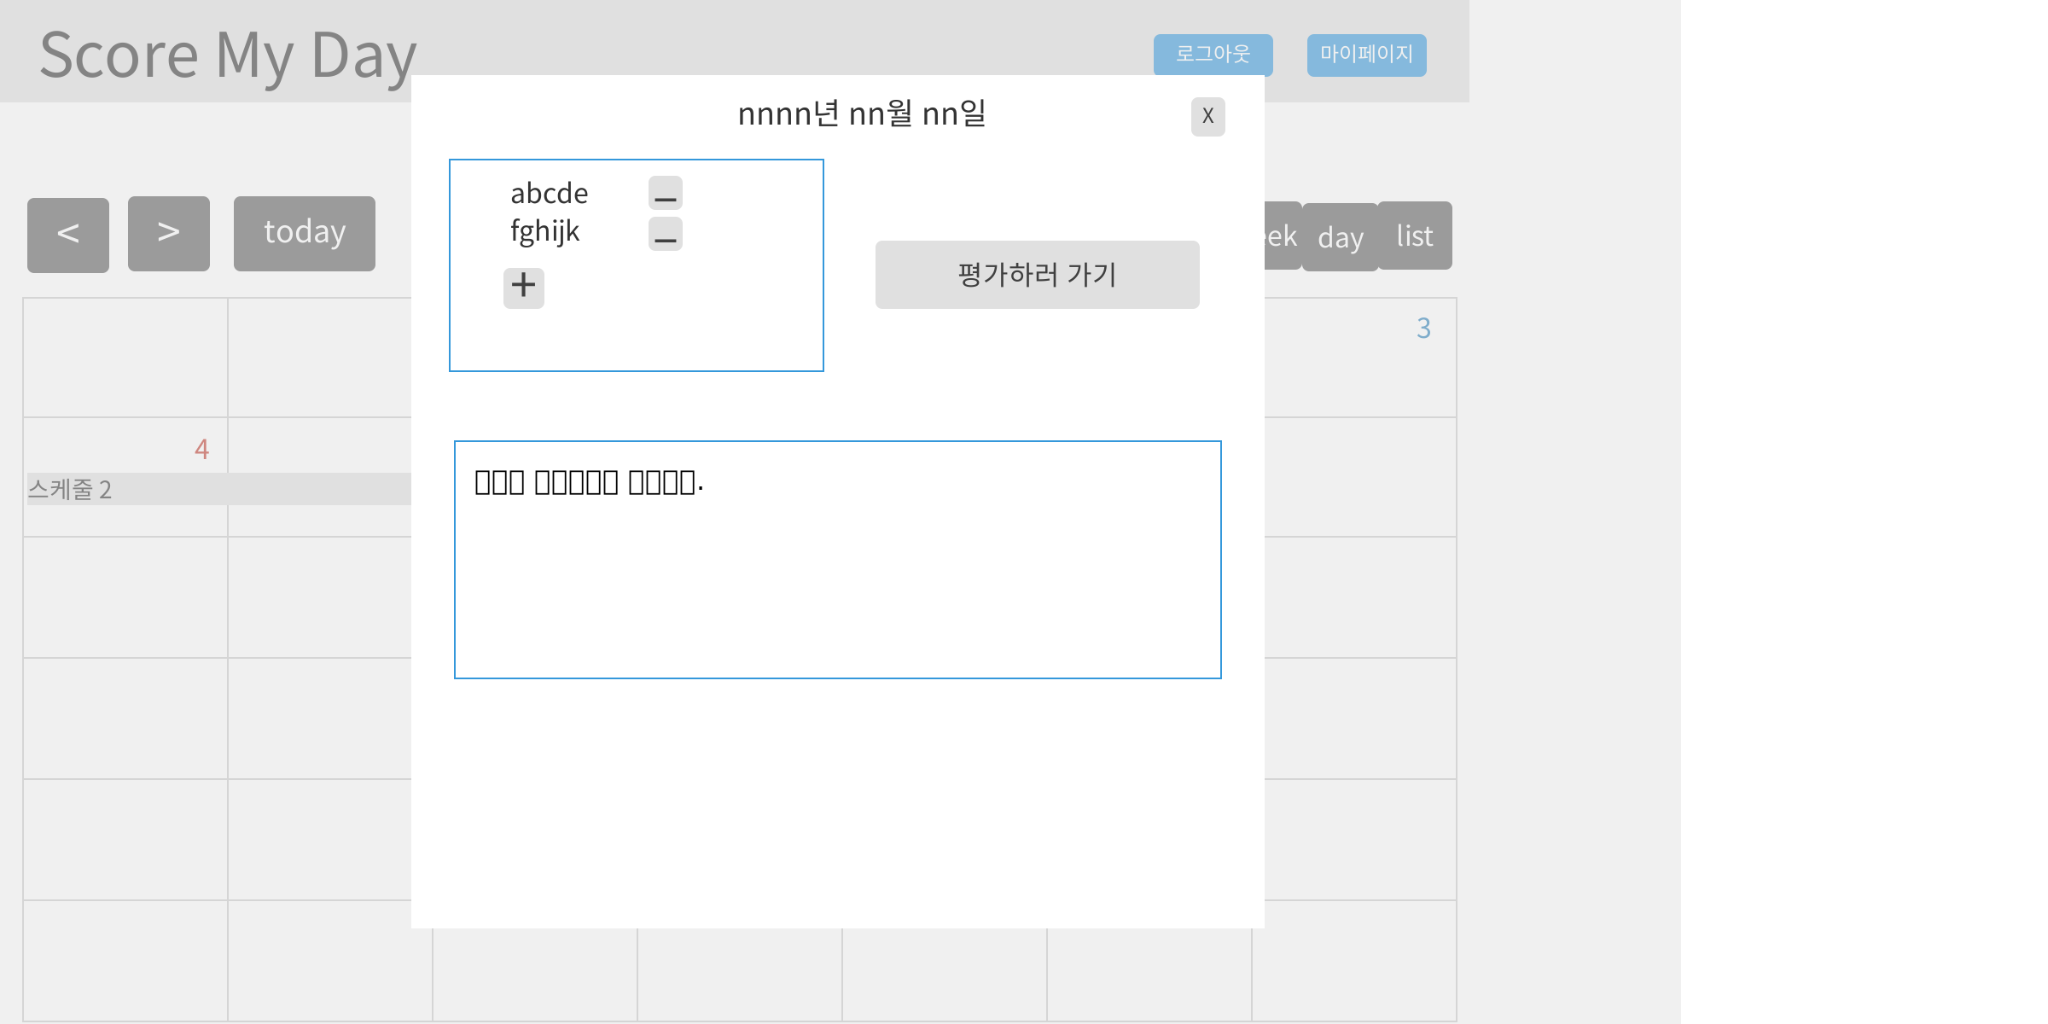 Score My Day
로그아웃
마이페이지
nnnn년 nn월 nn일
X
abcde
fghijk
+
평가하러 가기
< > today
day
list
3
4
스케줄 2